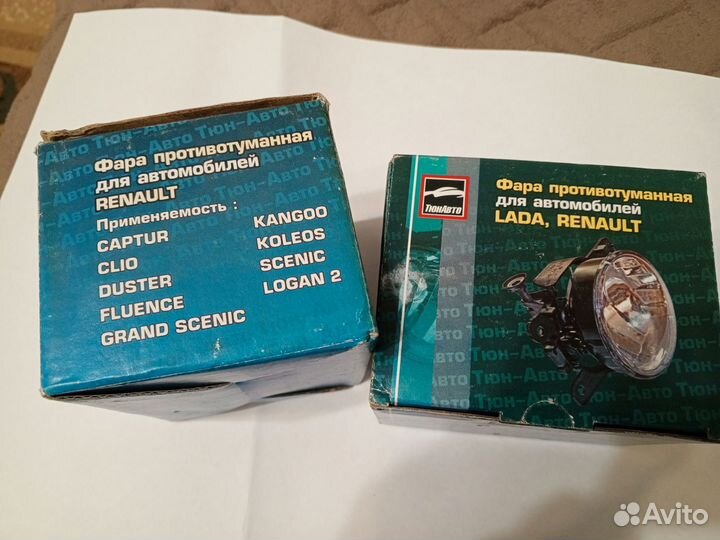 Фара противотуманная
для автомобилей
RENAULT
Применяемость :
CAPTUR
CLIO
DUSTER
FLUENCE
GRAND SCENIC
KANGOO
KOLEOS
SCENIC
LOGAN 2
ТюнАвто
Фара противотуманная
для автомобилей
LADA, RENAULT
Avito